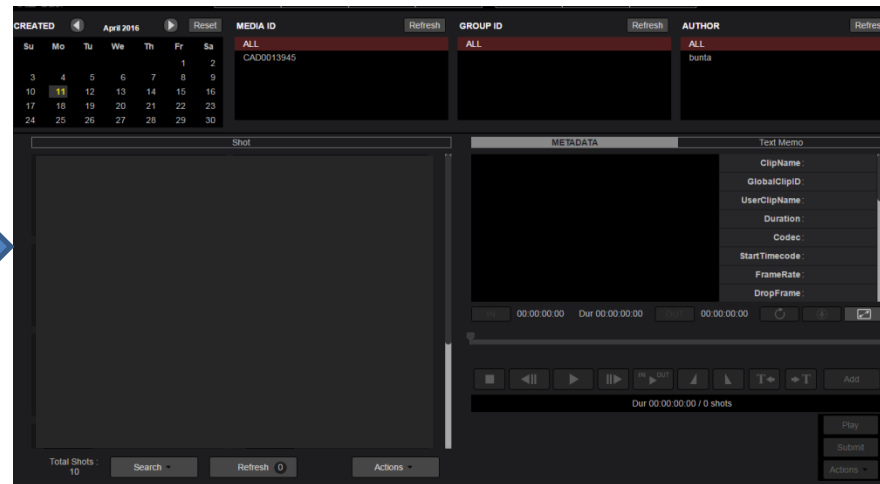 CREATED April 2016 Reset MEDIA ID Refresh GROUP ID Refresh AUTHOR
Su Mo Tu We Th Fr Sa ALL ALL ALL
1 2 CAD0013945 bunta
3 4 5 6 7 8 9
10 11 12 13 14 15 16
17 18 19 20 21 22 23
24 25 26 27 28 29 30
Shot METADATA Text Memo
ClipName:
GlobalClipID:
UserClipName:
Duration:
Codec:
StartTimecode:
FrameRate:
DropFrame:
IN 00:00:00:00 Dur 00:00:00:00 OUT 00:00:00:00
IN OUT T T Add
Dur 00:00:00:00 / 0 shots
Play
Submit
Total Shots : 
10 Search Refresh 0 Actions Actions